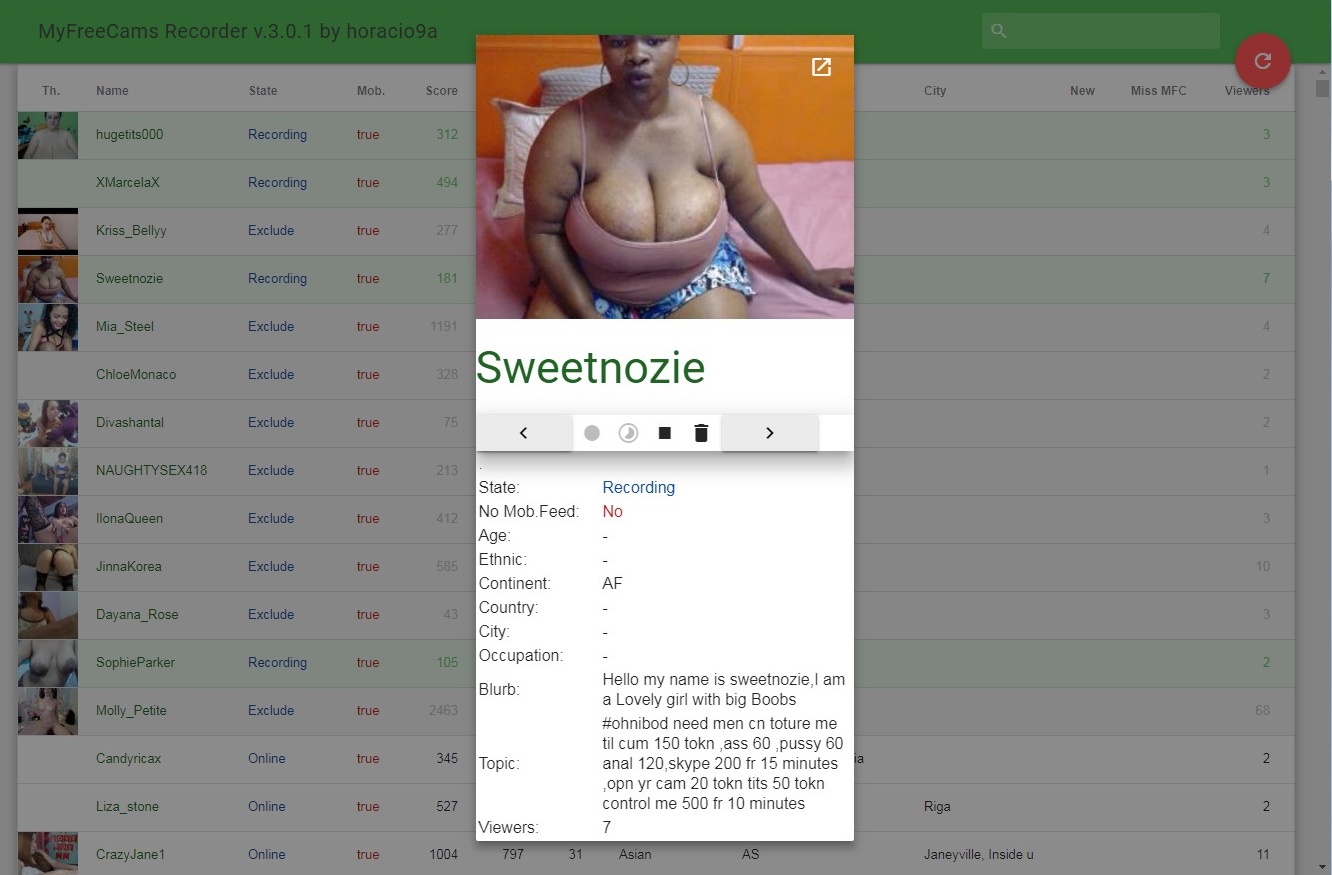 MyFreeCams Recorder v.3.0.1 by horacio9a
Th. Name State Mob. Score City New Miss MFC Viewers
hugetits000 Recording true 312 3
XMarcelaX Recording true 494 3
Kriss_Bellyy Exclude true 277 4
Sweetnozie Recording true 181 7
Mia_Steel Exclude true 1191 4
ChloeMonaco Exclude true 328 2
Divashantal Exclude true 75 2
NAUGHTYSEX418 Exclude true 213 1
IlonaQueen Exclude true 412 3
JinnaKorea Exclude true 585 10
Dayana_Rose Exclude true 43 3
SophieParker Recording true 105 2
Molly_Petite Exclude true 2463 68
Candyricax Online true 345 ia 2
Liza_stone Online true 527 Riga 2
CrazyJane1 Online true 1004 797 31 Asian AS Janeyville, Inside u 11
Sweetnozie
.
State: Recording
No Mob.Feed: No
Age: -
Ethnic: -
Continent: AF
Country: -
City: -
Occupation: -
Blurb: Hello my name is sweetnozie,I am
a Lovely girl with big Boobs
Topic: #ohnibod need men cn toture me
til cum 150 tokn ,ass 60 ,pussy 60
anal 120,skype 200 fr 15 minutes
,opn yr cam 20 tokn tits 50 tokn
control me 500 fr 10 minutes
Viewers: 7